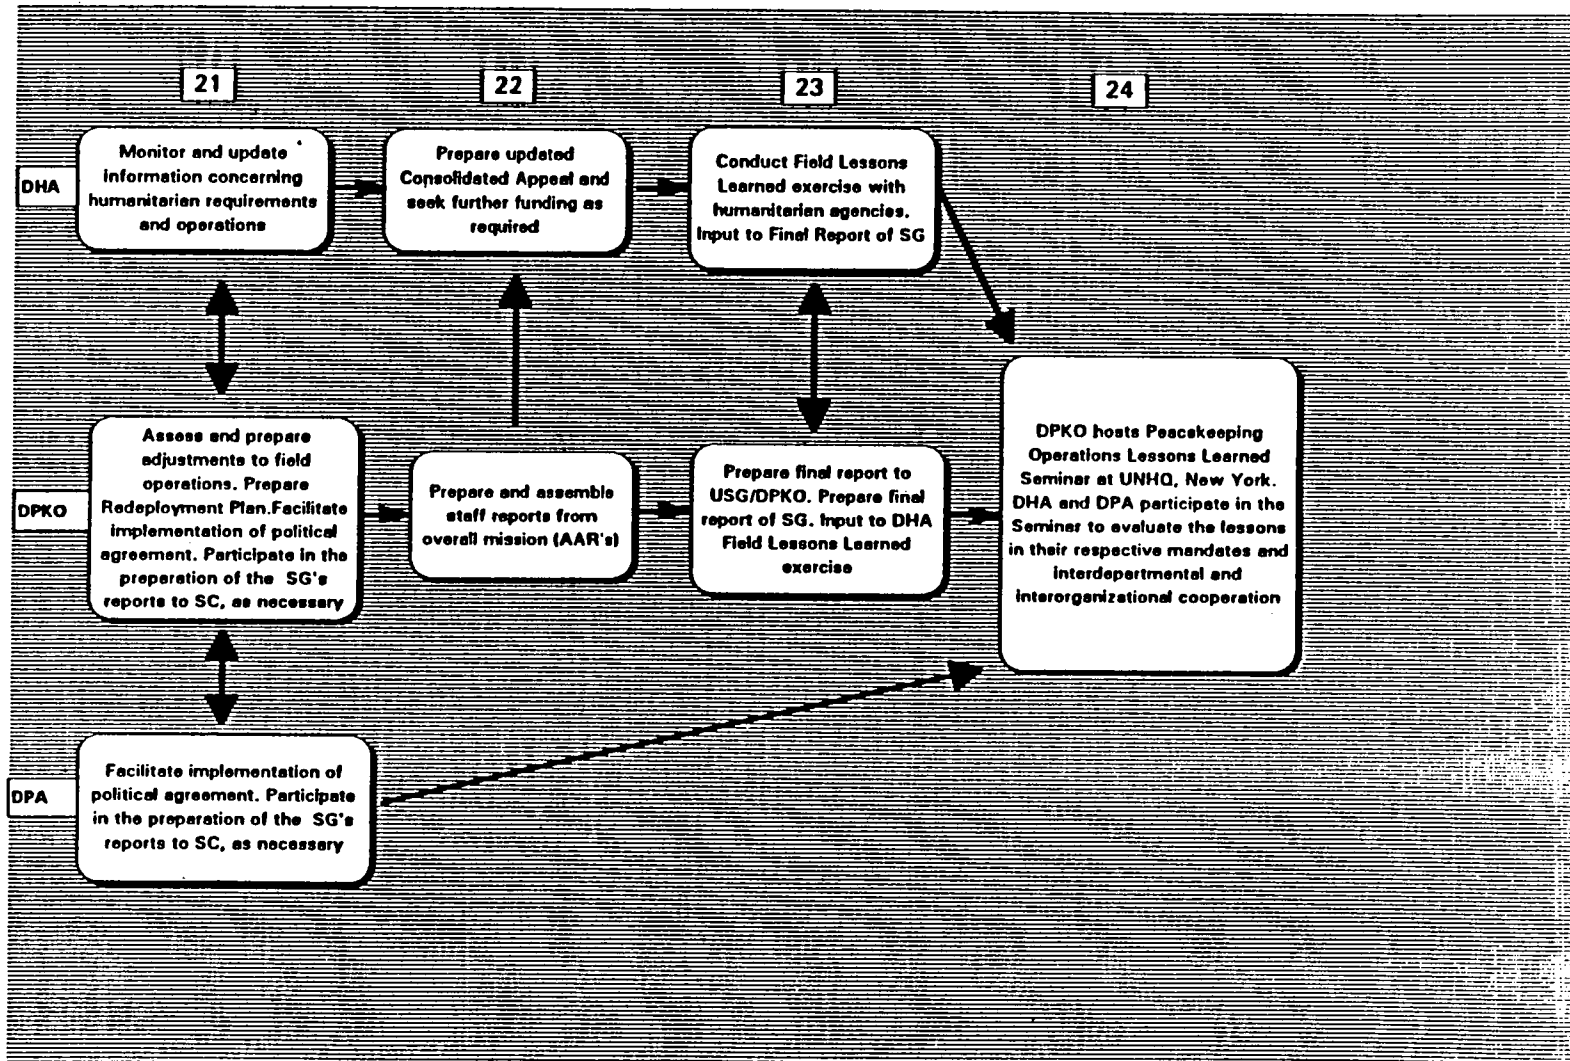 21
22
23
24
DHA
Monitor and update
information concerning
humanitarian requirements
and operations
Prepare updated
Consolidated Appeal and
seek further funding as
required
Conduct Field Lessons
Learned exercise with
humanitarian agencies.
Input to Final Report of SG
DPKO
Assess and prepare
adjustments to field
operations. Prepare
Redeployment Plan.Facilitate
implementation of political
agreement. Participate in the
preparation of the SG's
reports to SC, as necessary
Prepare and assemble
staff reports from
overall mission (AAR's)
Prepare final report to
USG/DPKO. Prepare final
report of SG. Input to DHA
Field Lessons Learned
exercise
DPKO hosts Peacekeeping
Operations Lessons Learned
Seminar at UNHQ, New York.
DHA and DPA participate in the
Seminar to evaluate the lessons
in their respective mandates and
interdepartmental and
interorganizational cooperation
DPA
Facilitate implementation of
political agreement. Participate
in the preparation of the SG's
reports to SC, as necessary